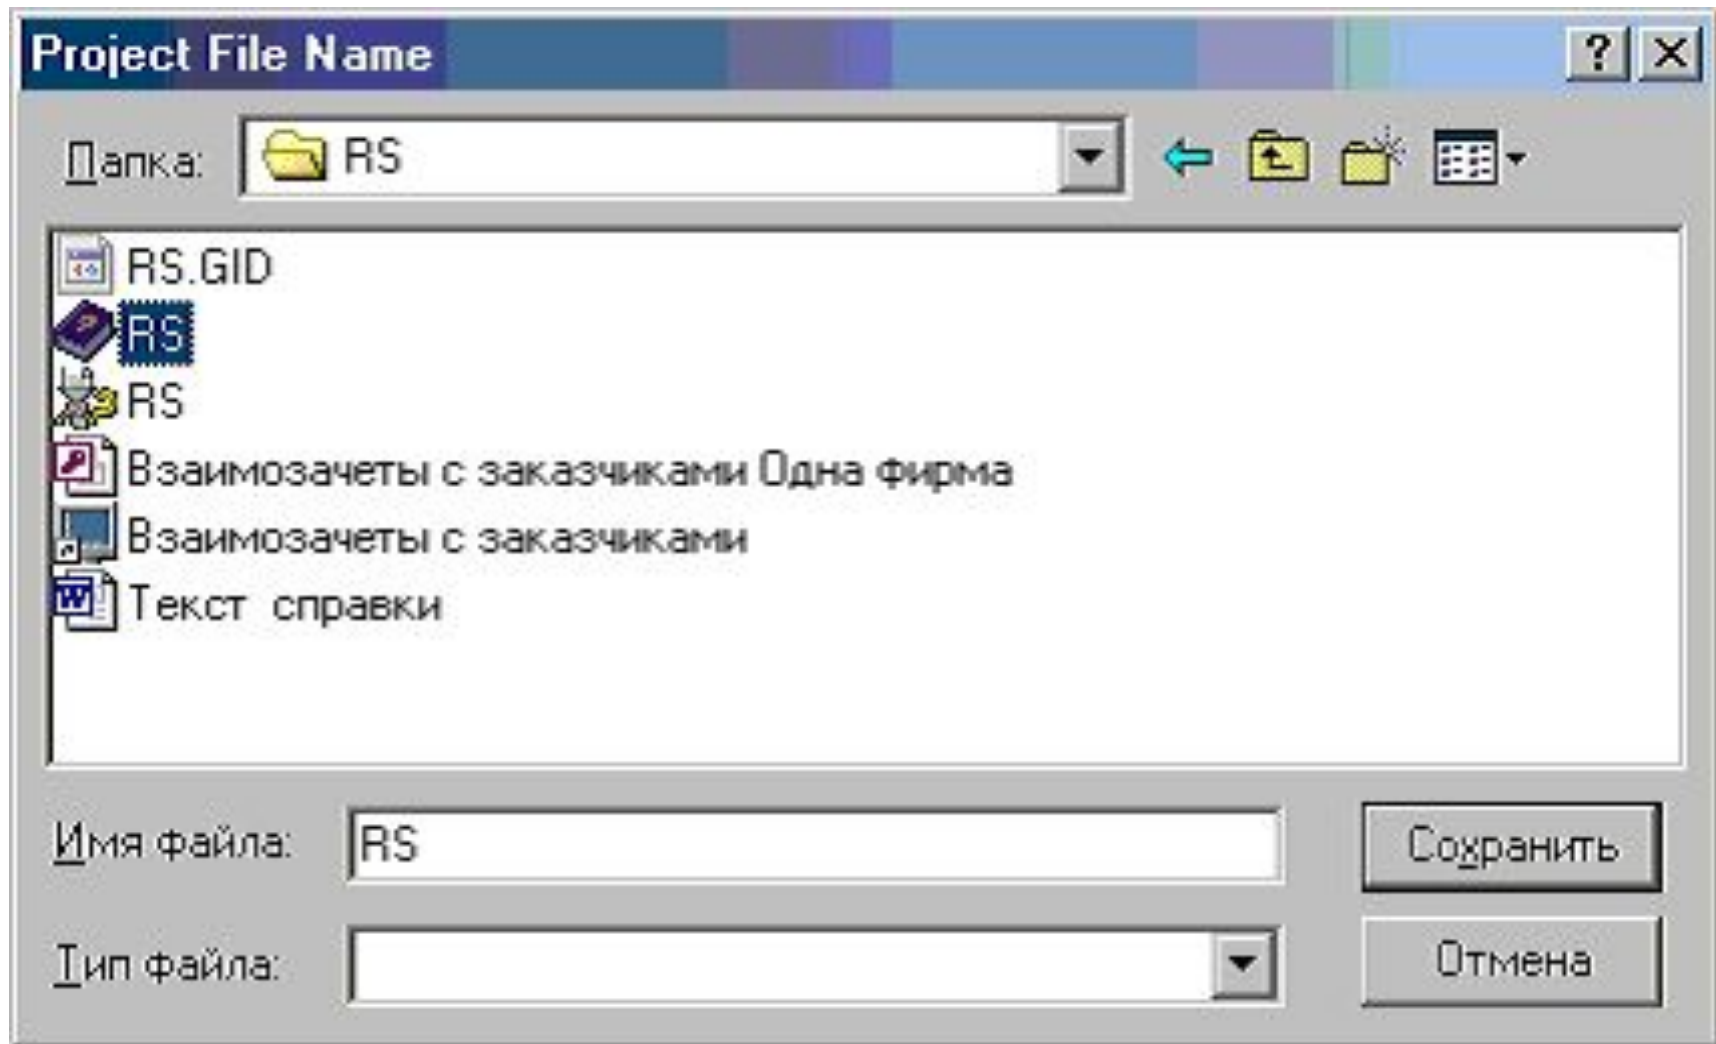 Project File Name
Папка: RS
RS.GID
RS
RS
Взаимозачеты с заказчиками Одна фирма
Взаимозачеты с заказчиками
Текст справки
Имя файла: RS Сохранить
Тип файла: Отмена